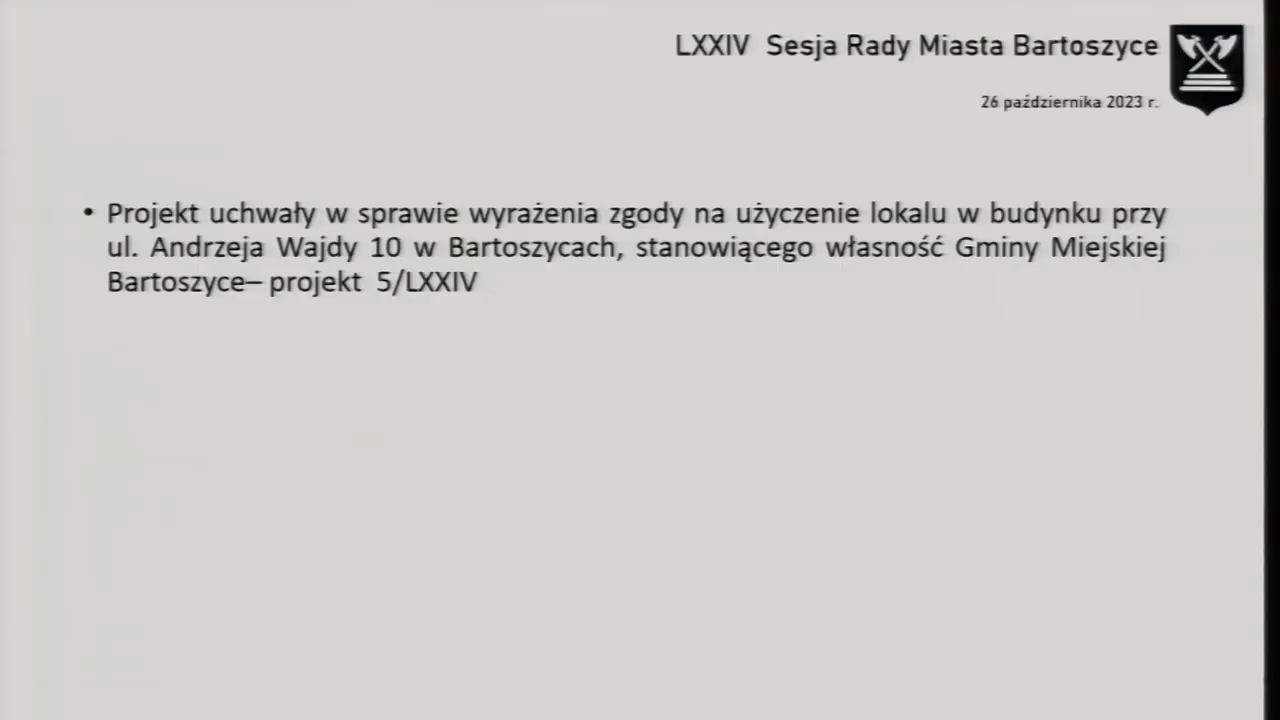 LXXIV Sesja Rady Miasta Bartoszyce
26 października 2023 r.
• Projekt uchwały w sprawie wyrażenia zgody na użyczenie lokalu w budynku przy
ul. Andrzeja Wajdy 10 w Bartoszycach, stanowiącego własność Gminy Miejskiej
Bartoszyce– projekt 5/LXXIV